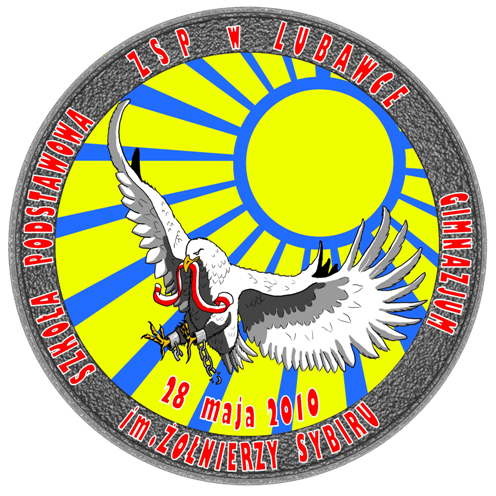 ZSP w LUBAWCE
SZKOŁA PODSTAWOWA
GIMNAZJUM
28 maja 2010
im. ŻOŁNIERZY SYBIRU